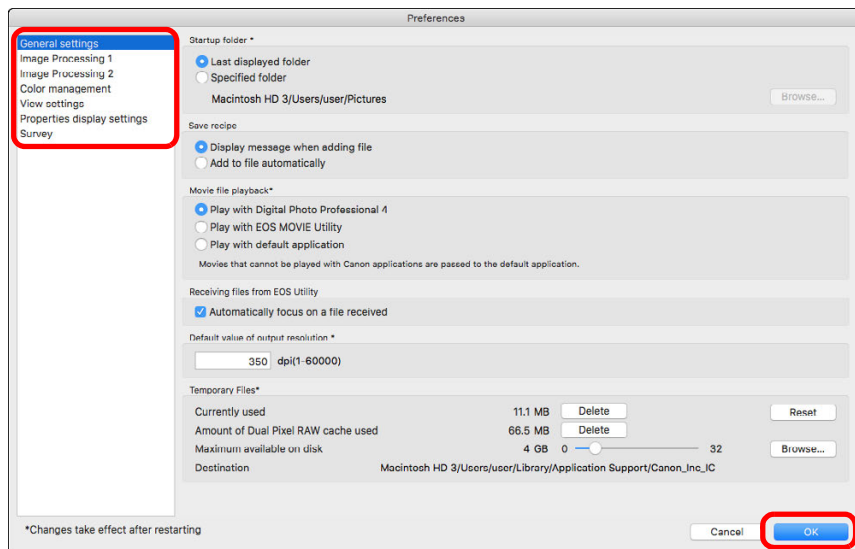 Preferences
General settings
Image Processing 1
Image Processing 2
Color management
View settings
Properties display settings
Survey
Startup folder *
Last displayed folder
Specified folder
Macintosh HD 3/Users/user/Pictures
Browse...
Save recipe
Display message when adding file
Add to file automatically
Movie file playback*
Play with Digital Photo Professional 4
Play with EOS MOVIE Utility
Play with default application
Movies that cannot be played with Canon applications are passed to the default application.
Receiving files from EOS Utility
Automatically focus on a file received
Default value of output resolution *
350 dpi(1-60000)
Temporary Files*
Currently used 11.1 MB Delete Reset
Amount of Dual Pixel RAW cache used 66.5 MB Delete
Maximum available on disk 4 GB 0 32 Browse...
Destination Macintosh HD 3/Users/user/Library/Application Support/Canon_Inc_IC
*Changes take effect after restarting
Cancel OK